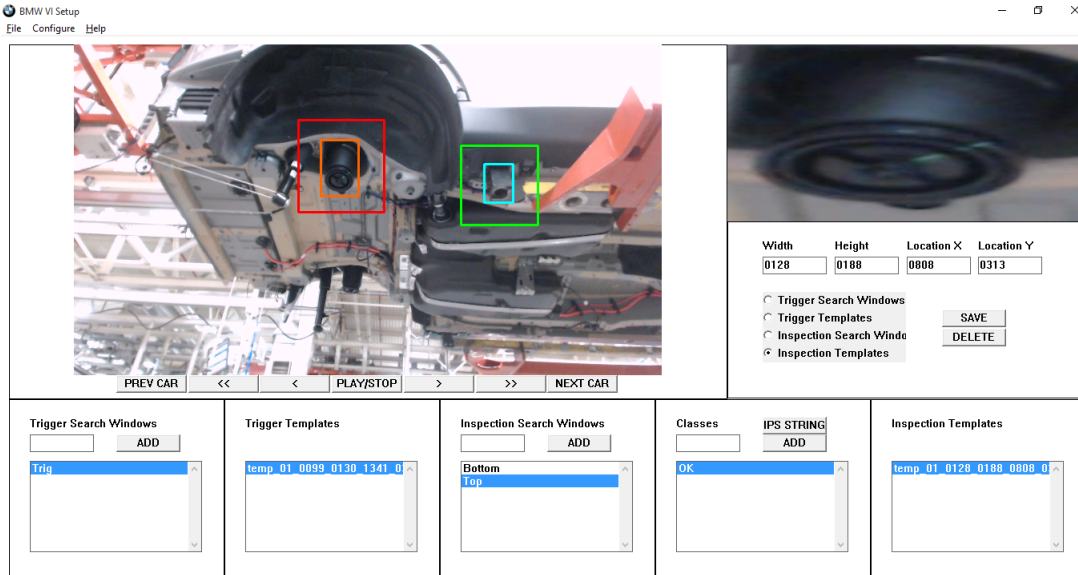 BMW VI Setup
File Configure Help
Width Height Location X Location Y
0128 0188 0808 0313
Trigger Search Windows
Trigger Templates
Inspection Search Windo
Inspection Templates
SAVE
DELETE
PREV CAR << < PLAY/STOP > >> NEXT CAR
Trigger Search Windows
ADD
Trig
Trigger Templates
temp_01_0099_0130_1341_0
Inspection Search Windows
ADD
Bottom
Top
Classes
IPS STRING
ADD
OK
Inspection Templates
temp_01_0128_0188_0808_0